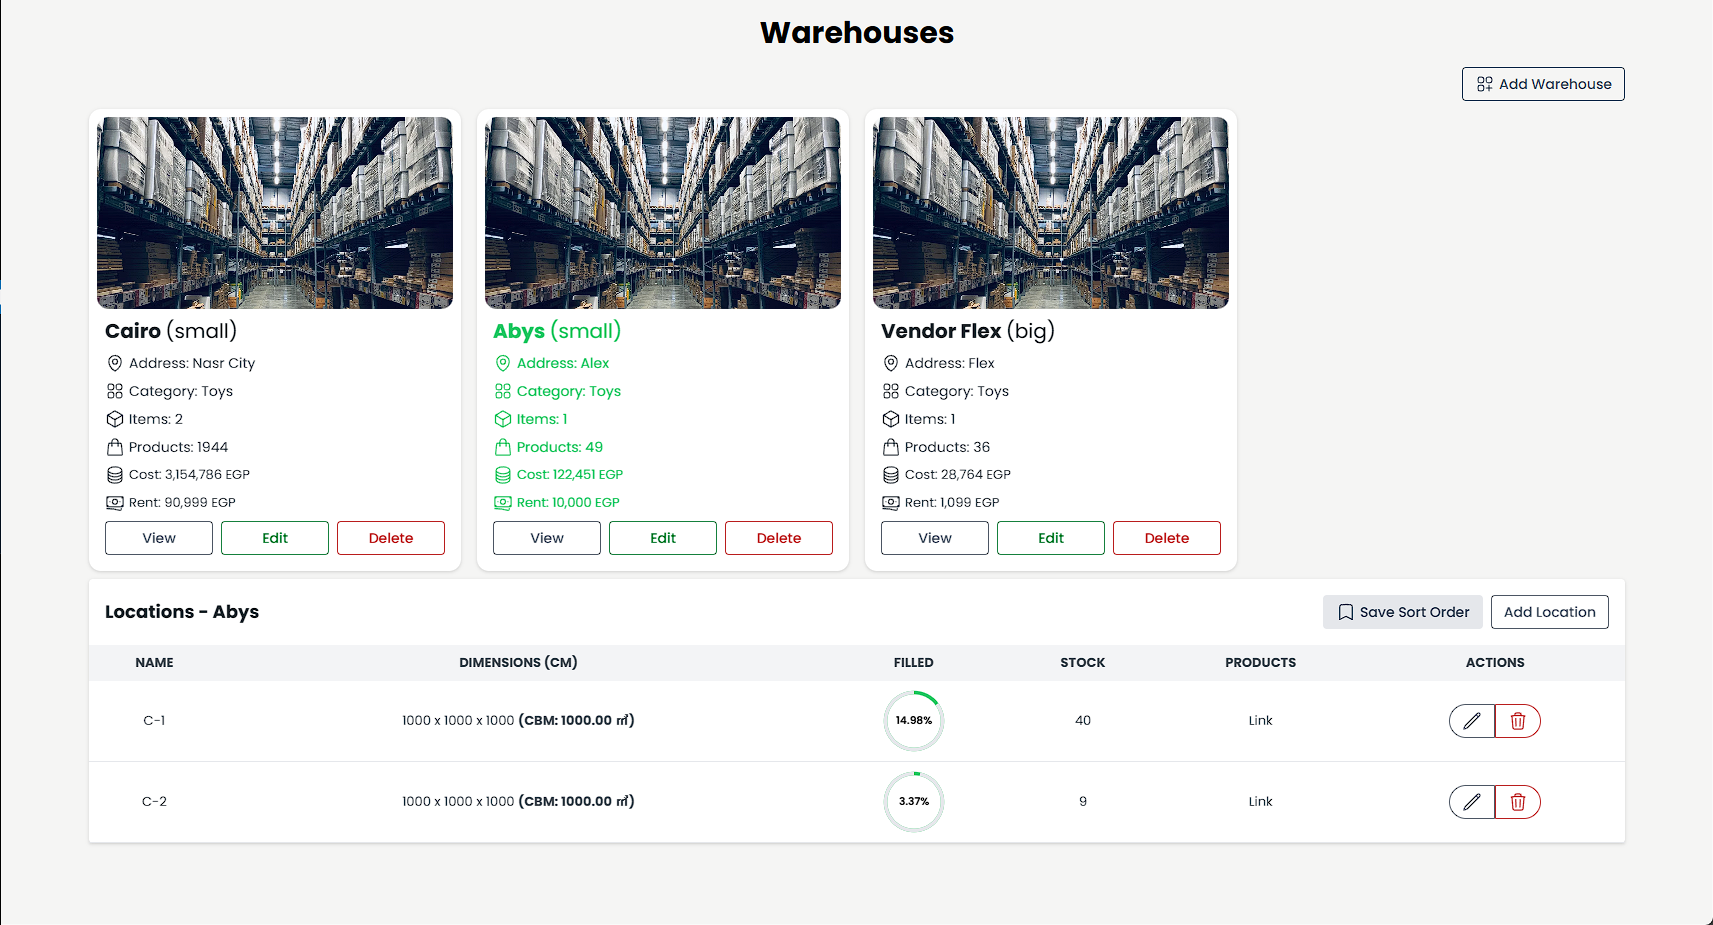 Warehouses
Add Warehouse
Cairo (small)
Address: Nasr City
Category: Toys
Items: 2
Products: 1944
Cost: 3,154,786 EGP
Rent: 90,999 EGP
View Edit Delete
Abys (small)
Address: Alex
Category: Toys
Items: 1
Products: 49
Cost: 122,451 EGP
Rent: 10,000 EGP
View Edit Delete
Vendor Flex (big)
Address: Flex
Category: Toys
Items: 1
Products: 36
Cost: 28,764 EGP
Rent: 1,099 EGP
View Edit Delete
Locations - Abys
Save Sort Order Add Location
NAME DIMENSIONS (CM) FILLED STOCK PRODUCTS ACTIONS
C-1 1000 x 1000 x 1000 (CBM: 1000.00 ㎥) 14.98% 40 Link
C-2 1000 x 1000 x 1000 (CBM: 1000.00 ㎥) 3.37% 9 Link